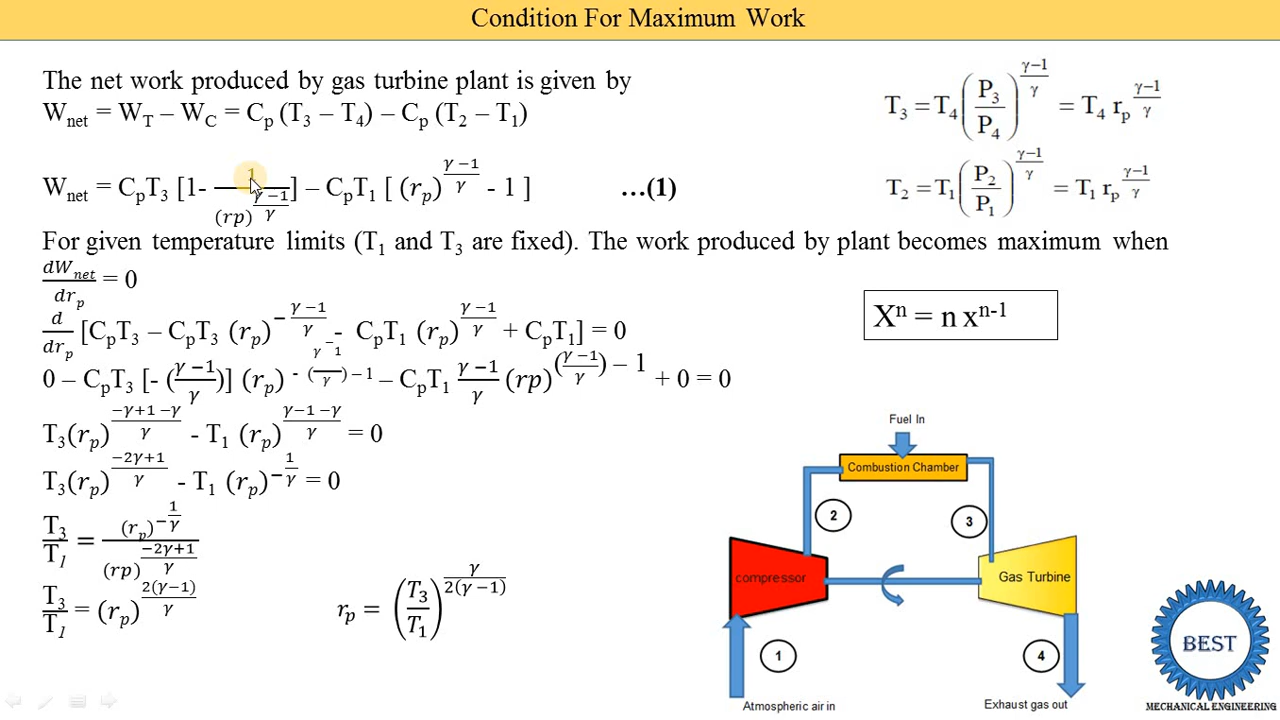 Condition For Maximum Work
The net work produced by gas turbine plant is given by
W_net = W_T – W_C = C_p (T_3 – T_4) – C_p (T_2 – T_1)
W_net = C_pT_3 [1- 1/(rp)^((γ−1)/γ)] – C_pT_1 [ (r_p)^((γ−1)/γ) - 1 ] …(1)
T_3 = T_4 (P_3/P_4)^((γ−1)/γ) = T_4 r_p^((γ−1)/γ)
T_2 = T_1 (P_2/P_1)^((γ−1)/γ) = T_1 r_p^((γ−1)/γ)
For given temperature limits (T_1 and T_3 are fixed). The work produced by plant becomes maximum when
dW_net/dr_p = 0
d/dr_p [C_pT_3 – C_pT_3 (r_p)^(−(γ−1)/γ) - C_pT_1 (r_p)^((γ−1)/γ) + C_pT_1] = 0
0 – C_pT_3 [- ((γ−1)/γ)] (r_p)^(-((γ−1)/γ)−1) – C_pT_1 (γ−1)/γ (rp)^(((γ−1)/γ)−1) + 0 = 0
T_3(r_p)^((−γ+1−γ)/γ) - T_1 (r_p)^((γ−1−γ)/γ) = 0
T_3(r_p)^((−2γ+1)/γ) - T_1 (r_p)^(−1/γ) = 0
T_3/T_1 = (r_p)^(−1/γ)/(rp)^((−2γ+1)/γ)
T_3/T_1 = (r_p)^(2(γ−1)/γ)
r_p = (T_3/T_1)^(γ/(2(γ−1)))
X^n = n x^(n-1)
Fuel In
Combustion Chamber
2
3
compressor
Gas Turbine
1
4
Atmospheric air in
Exhaust gas out
BEST
MECHANICAL ENGINEERING